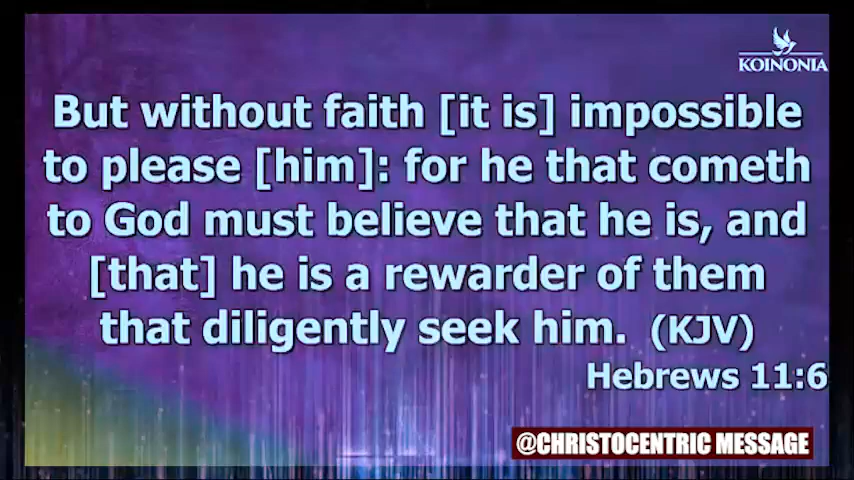 KOINONIA
But without faith [it is] impossible
to please [him]: for he that cometh
to God must believe that he is, and
[that] he is a rewarder of them
that diligently seek him. (KJV)
Hebrews 11:6
@CHRISTOCENTRIC MESSAGE